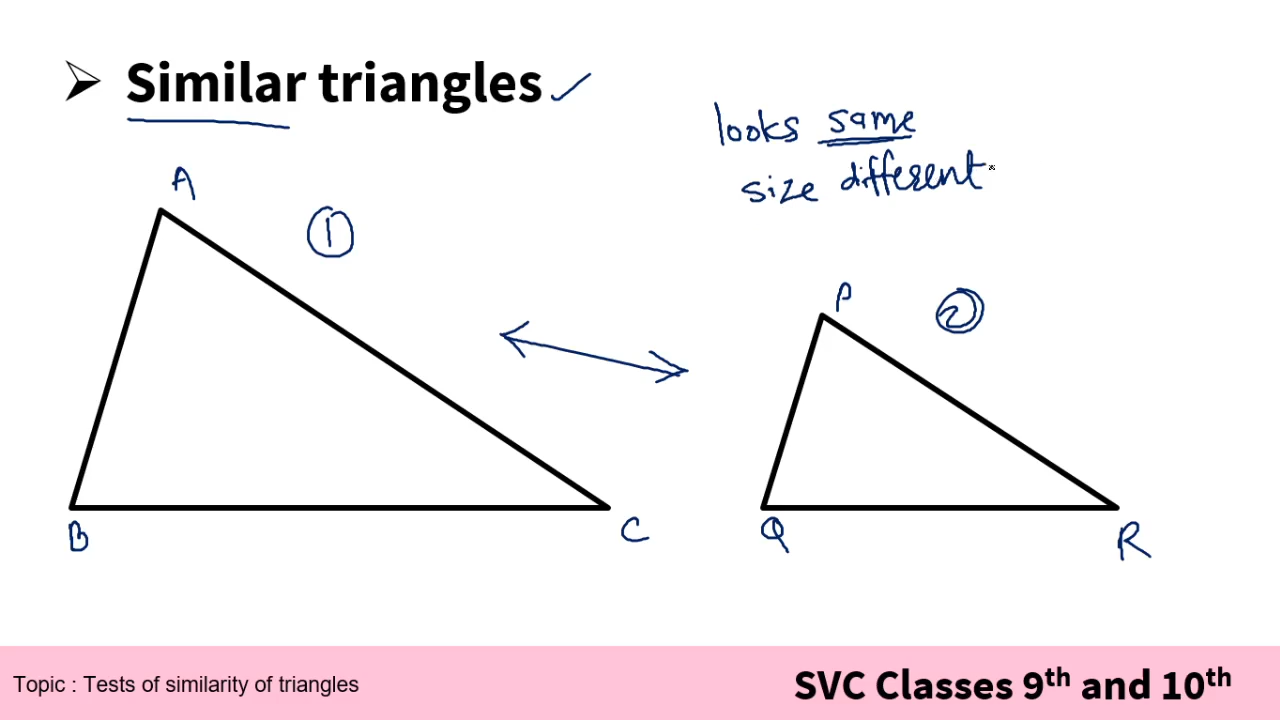 Similar triangles
looks same
size different
A
1
P
2
B
C
Q
R
Topic : Tests of similarity of triangles
SVC Classes 9th and 10th